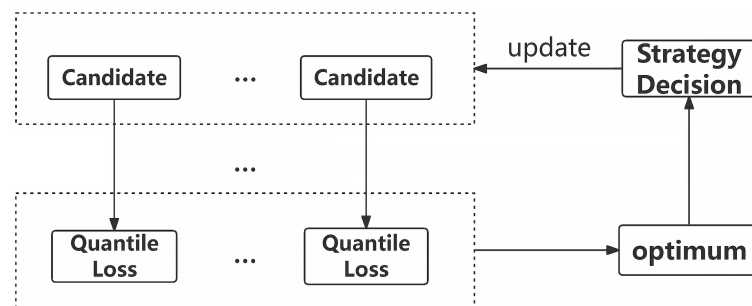 update
Strategy
Decision
Candidate
...
Candidate
...
Quantile
Loss
...
Quantile
Loss
optimum